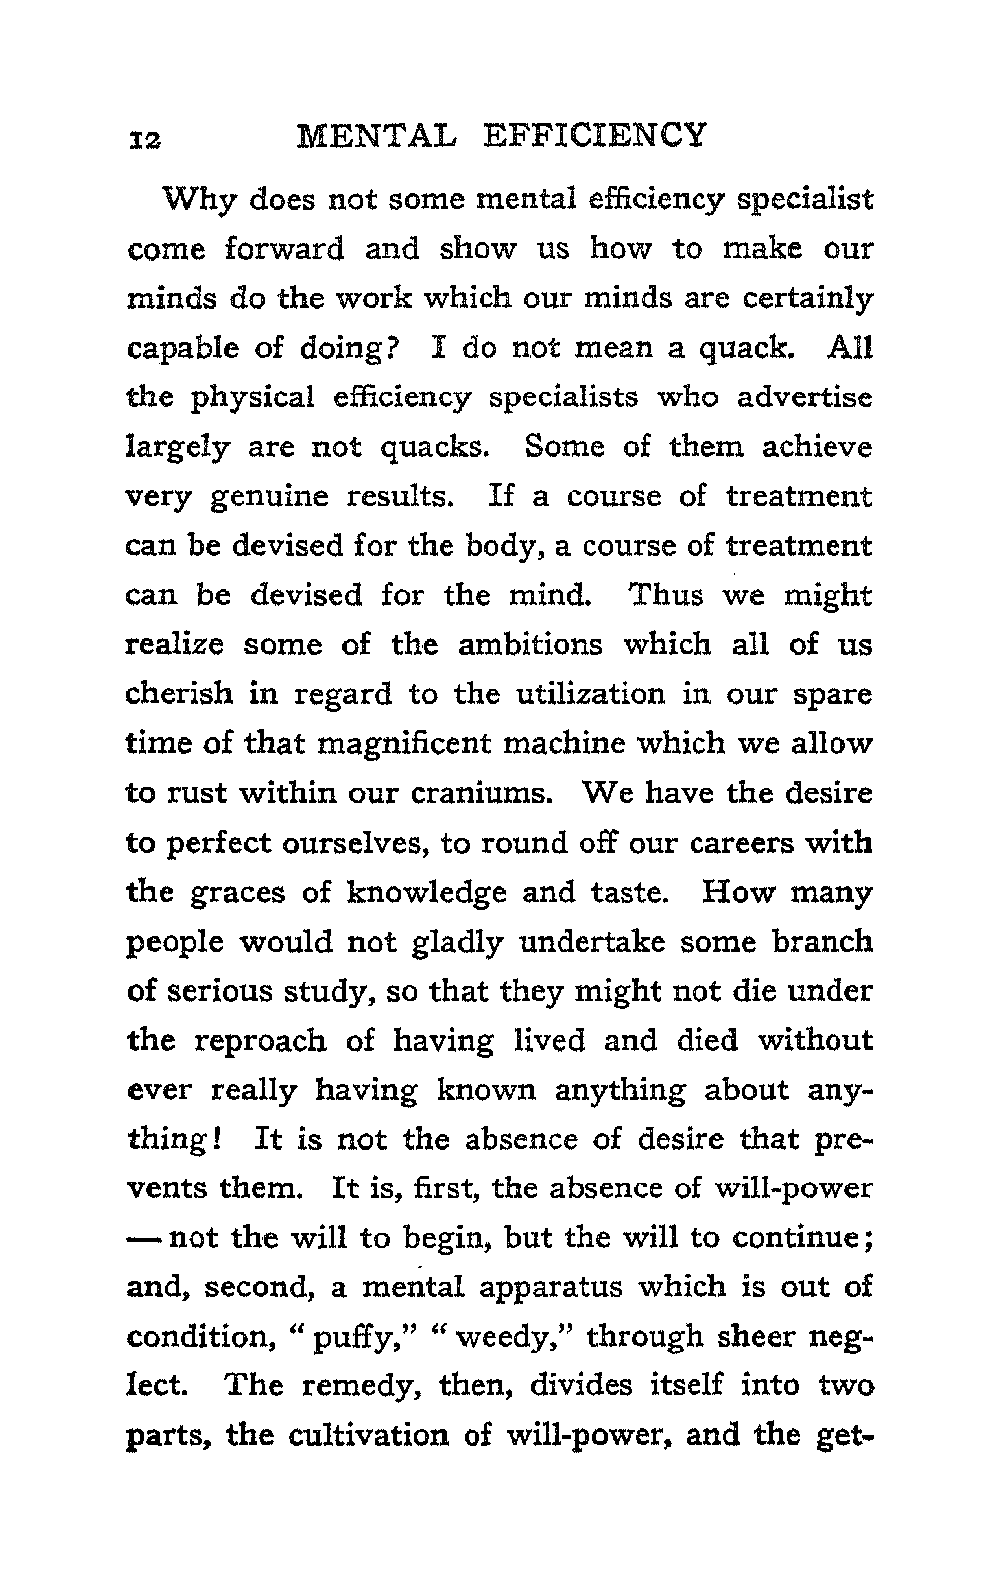 12 MENTAL EFFICIENCY
Why does not some mental efficiency specialist
come forward and show us how to make our
minds do the work which our minds are certainly
capable of doing? I do not mean a quack. All
the physical efficiency specialists who advertise
largely are not quacks. Some of them achieve
very genuine results. If a course of treatment
can be devised for the body, a course of treatment
can be devised for the mind. Thus we might
realize some of the ambitions which all of us
cherish in regard to the utilization in our spare
time of that magnificent machine which we allow
to rust within our craniums. We have the desire
to perfect ourselves, to round off our careers with
the graces of knowledge and taste. How many
people would not gladly undertake some branch
of serious study, so that they might not die under
the reproach of having lived and died without
ever really having known anything about any-
thing! It is not the absence of desire that pre-
vents them. It is, first, the absence of will-power
— not the will to begin, but the will to continue;
and, second, a mental apparatus which is out of
condition, “ puffy,” “ weedy,” through sheer neg-
lect. The remedy, then, divides itself into two
parts, the cultivation of will-power, and the get-